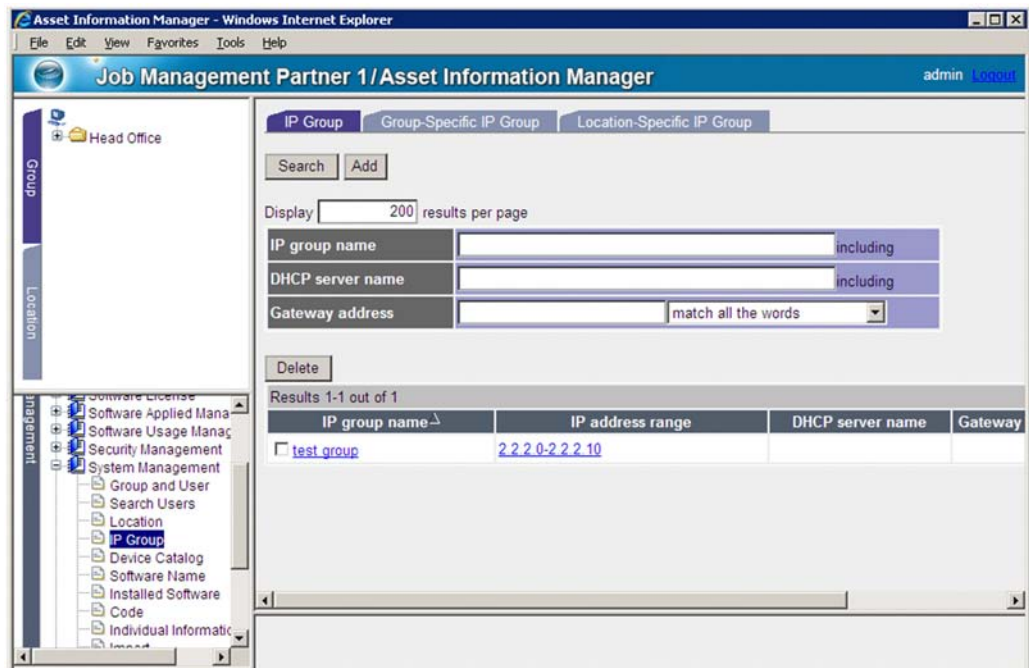 Asset Information Manager - Windows Internet Explorer
File Edit View Favorites Tools Help
Job Management Partner 1/Asset Information Manager
admin Logout
Group
Location
Head Office
IP Group Group-Specific IP Group Location-Specific IP Group
Search Add
Display 200 results per page
IP group name including
DHCP server name including
Gateway address match all the words
Delete
Results 1-1 out of 1
IP group name IP address range DHCP server name Gateway
test group 2.2.2.0-2.2.2.10
Software License
Software Applied Mana
Software Usage Manag
Security Management
System Management
Group and User
Search Users
Location
IP Group
Device Catalog
Software Name
Installed Software
Code
Individual Informatic
Import